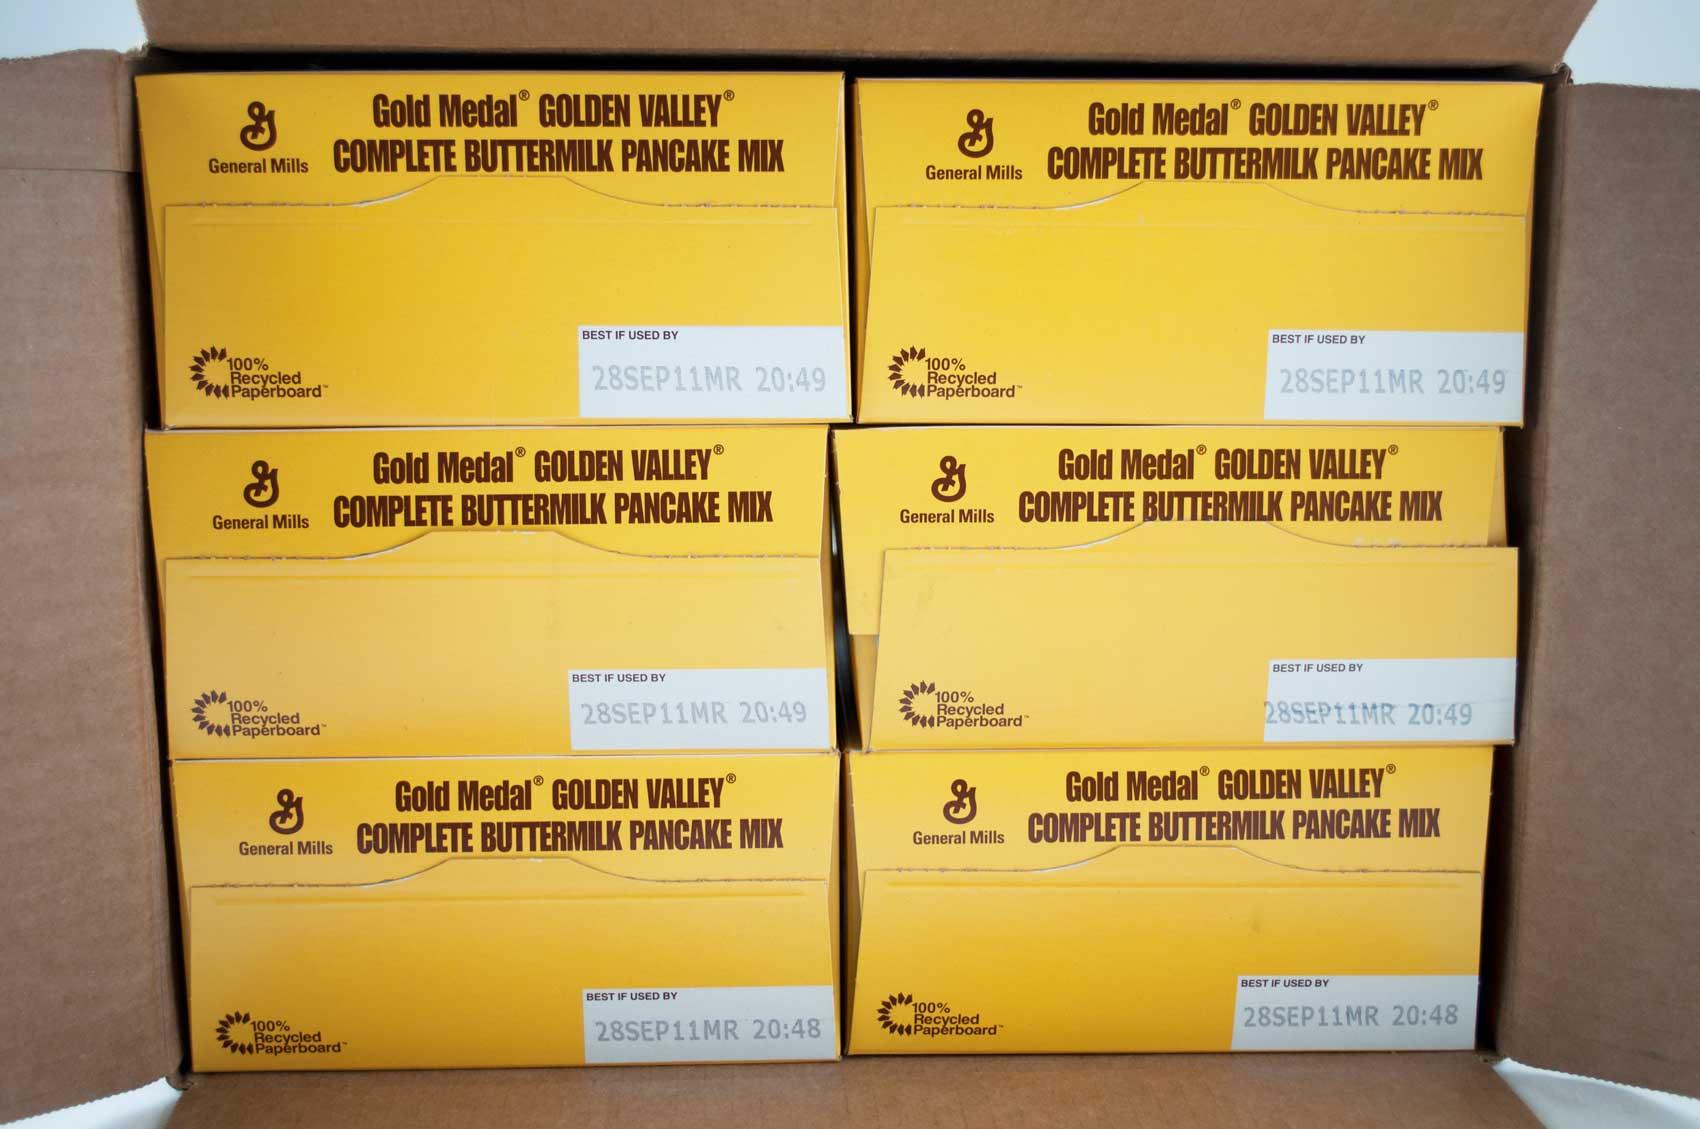 Gold Medal® GOLDEN VALLEY®
COMPLETE BUTTERMILK PANCAKE MIX
General Mills
100%
Recycled
Paperboard™
BEST IF USED BY
28SEP11MR 20:49
Gold Medal® GOLDEN VALLEY®
COMPLETE BUTTERMILK PANCAKE MIX
General Mills
100%
Recycled
Paperboard™
BEST IF USED BY
28SEP11MR 20:49
Gold Medal® GOLDEN VALLEY®
COMPLETE BUTTERMILK PANCAKE MIX
General Mills
100%
Recycled
Paperboard™
BEST IF USED BY
28SEP11MR 20:49
Gold Medal® GOLDEN VALLEY®
COMPLETE BUTTERMILK PANCAKE MIX
General Mills
100%
Recycled
Paperboard™
BEST IF USED BY
28SEP11MR 20:49
Gold Medal® GOLDEN VALLEY®
COMPLETE BUTTERMILK PANCAKE MIX
General Mills
100%
Recycled
Paperboard™
BEST IF USED BY
28SEP11MR 20:48
Gold Medal® GOLDEN VALLEY®
COMPLETE BUTTERMILK PANCAKE MIX
General Mills
100%
Recycled
Paperboard™
BEST IF USED BY
28SEP11MR 20:48